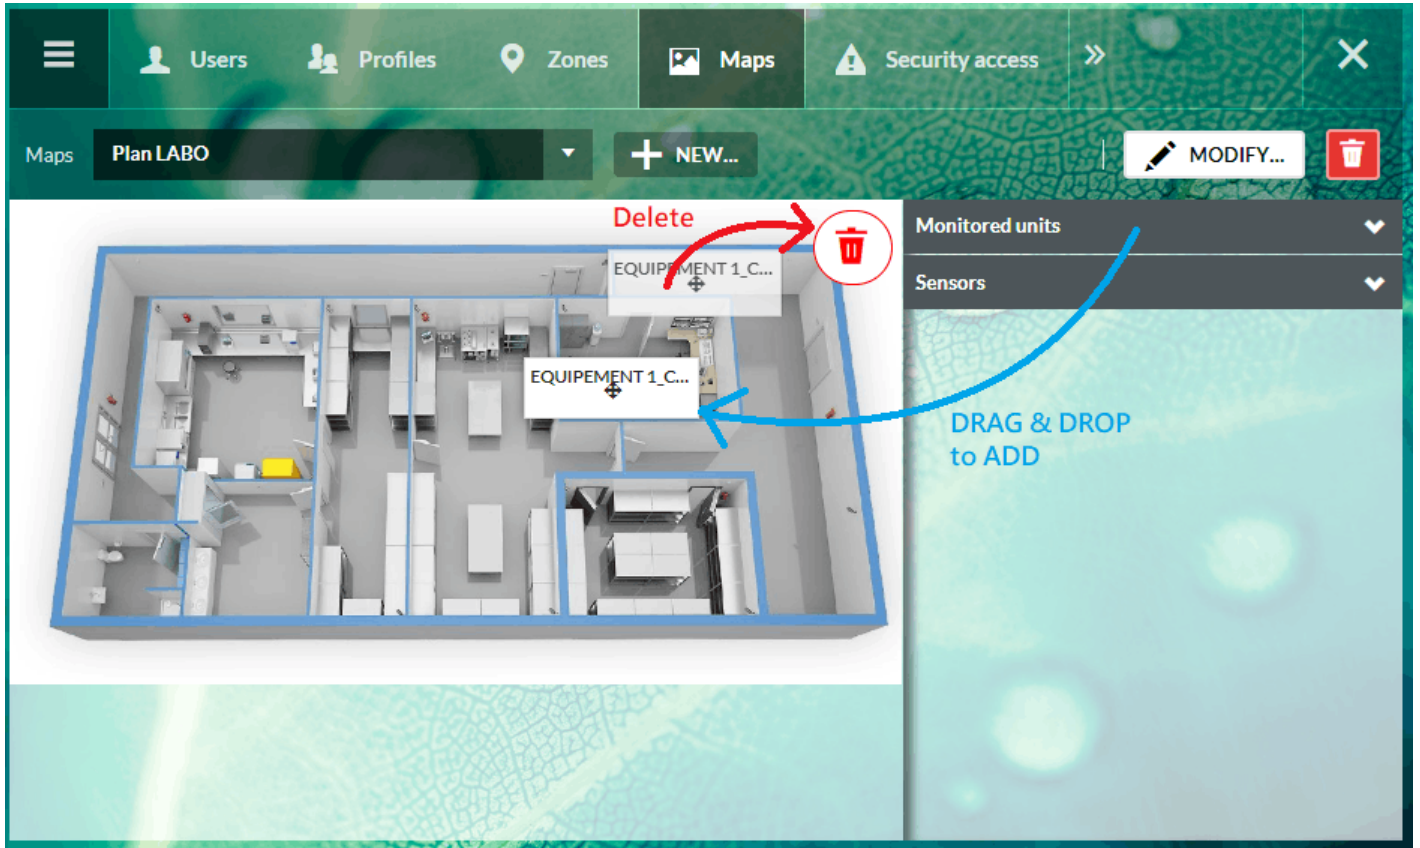 Users
Profiles
Zones
Maps
Security access
Maps
Plan LABO
NEW...
MODIFY...
Delete
Monitored units
EQUIPEMENT 1_C...
Sensors
EQUIPEMENT 1_C...
DRAG & DROP
to ADD